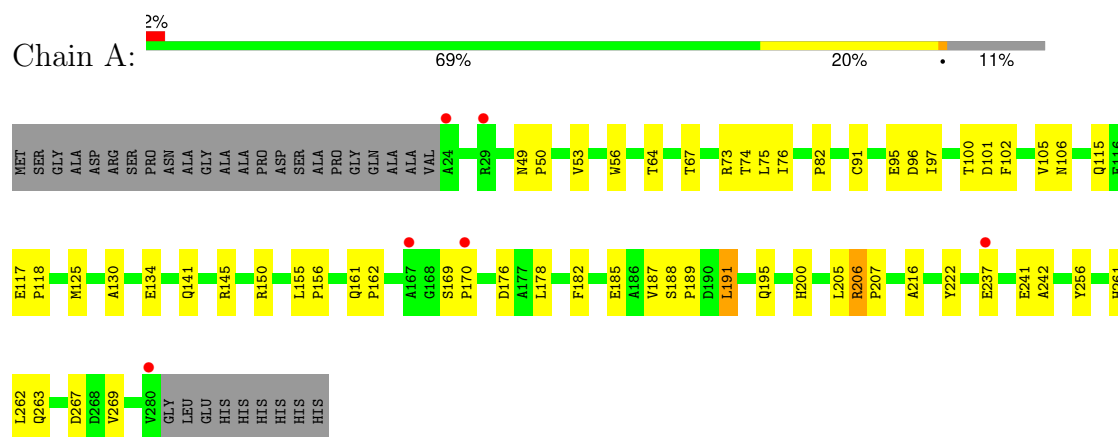 2%
Chain A:
69% 20% • 11%
MET SER GLY ALA ASP ARG SER PRO ASN ALA GLY ALA ALA PRO ASP SER ALA PRO GLY GLN ALA ALA VAL A24 R29 N49 P50 V53 W56 T64 T67 R73 T74 L75 I76 P82 C91 E95 D96 I97 T100 D101 F102 V105 N106 Q115 E116
E117 P118 M125 A130 E134 Q141 R145 R150 L155 P156 Q161 P162 A167 G168 S169 P170 D176 A177 L178 F182 E185 A186 V187 S188 P189 D190 L191 Q195 H200 L205 R206 P207 A216 Y222 E237 E241 A242 Y256 H261
L262 Q263 D267 D268 V269 V280 GLY LEU GLU HIS HIS HIS HIS HIS HIS